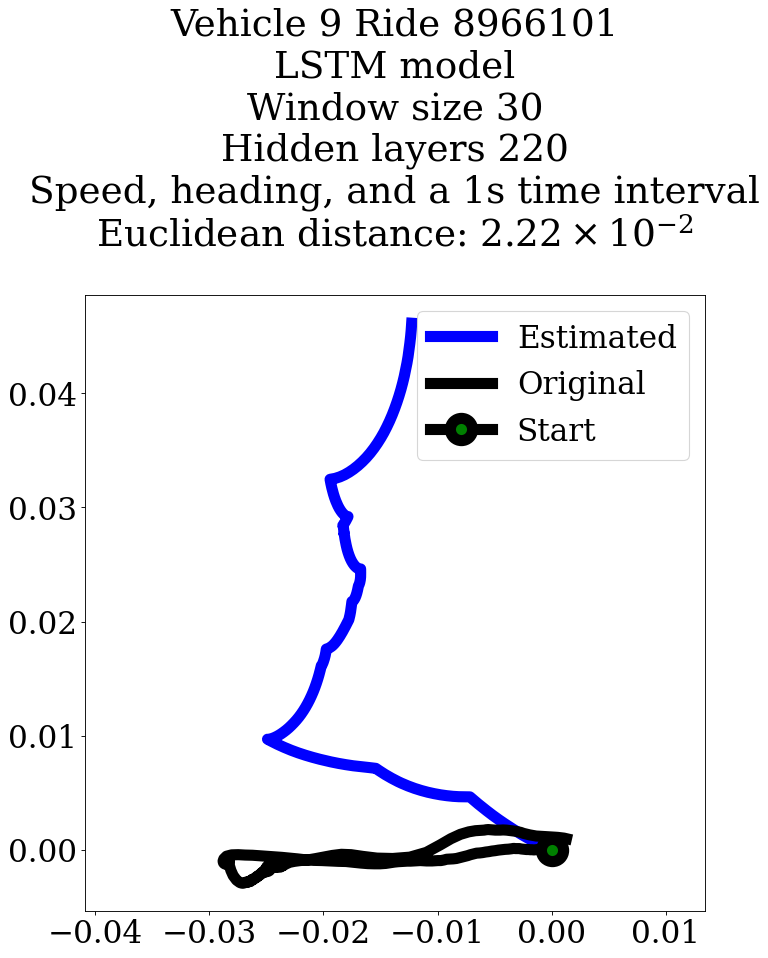 Vehicle 9 Ride 8966101
LSTM model
Window size 30
Hidden layers 220
Speed, heading, and a 1s time interval
Euclidean distance: 2.22 × 10⁻²
Estimated
Original
Start
0.04
0.03
0.02
0.01
0.00
−0.04 −0.03 −0.02 −0.01 0.00 0.01